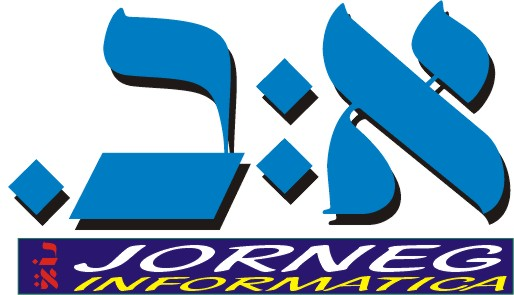 א:ב.
JORNEG
INFORMATICA